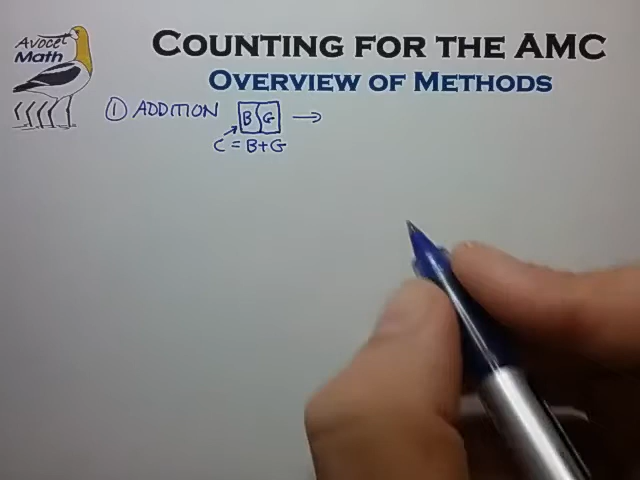 Avocet
Math
COUNTING FOR THE AMC
OVERVIEW OF METHODS
① ADDITION B G →
C = B+G